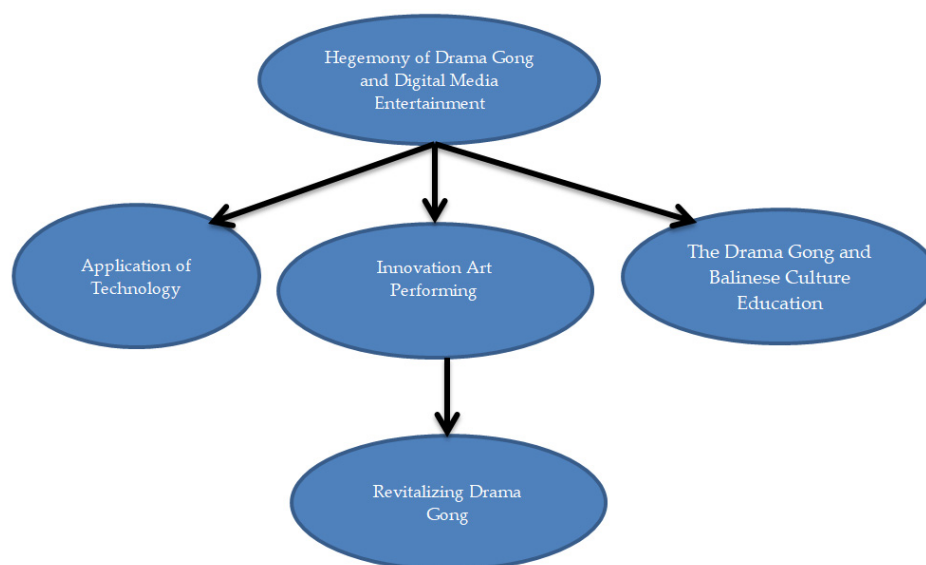 Hegemony of Drama Gong
and Digital Media
Entertainment
Application of
Technology
Innovation Art
Performing
The Drama Gong and
Balinese Culture
Education
Revitalizing Drama
Gong